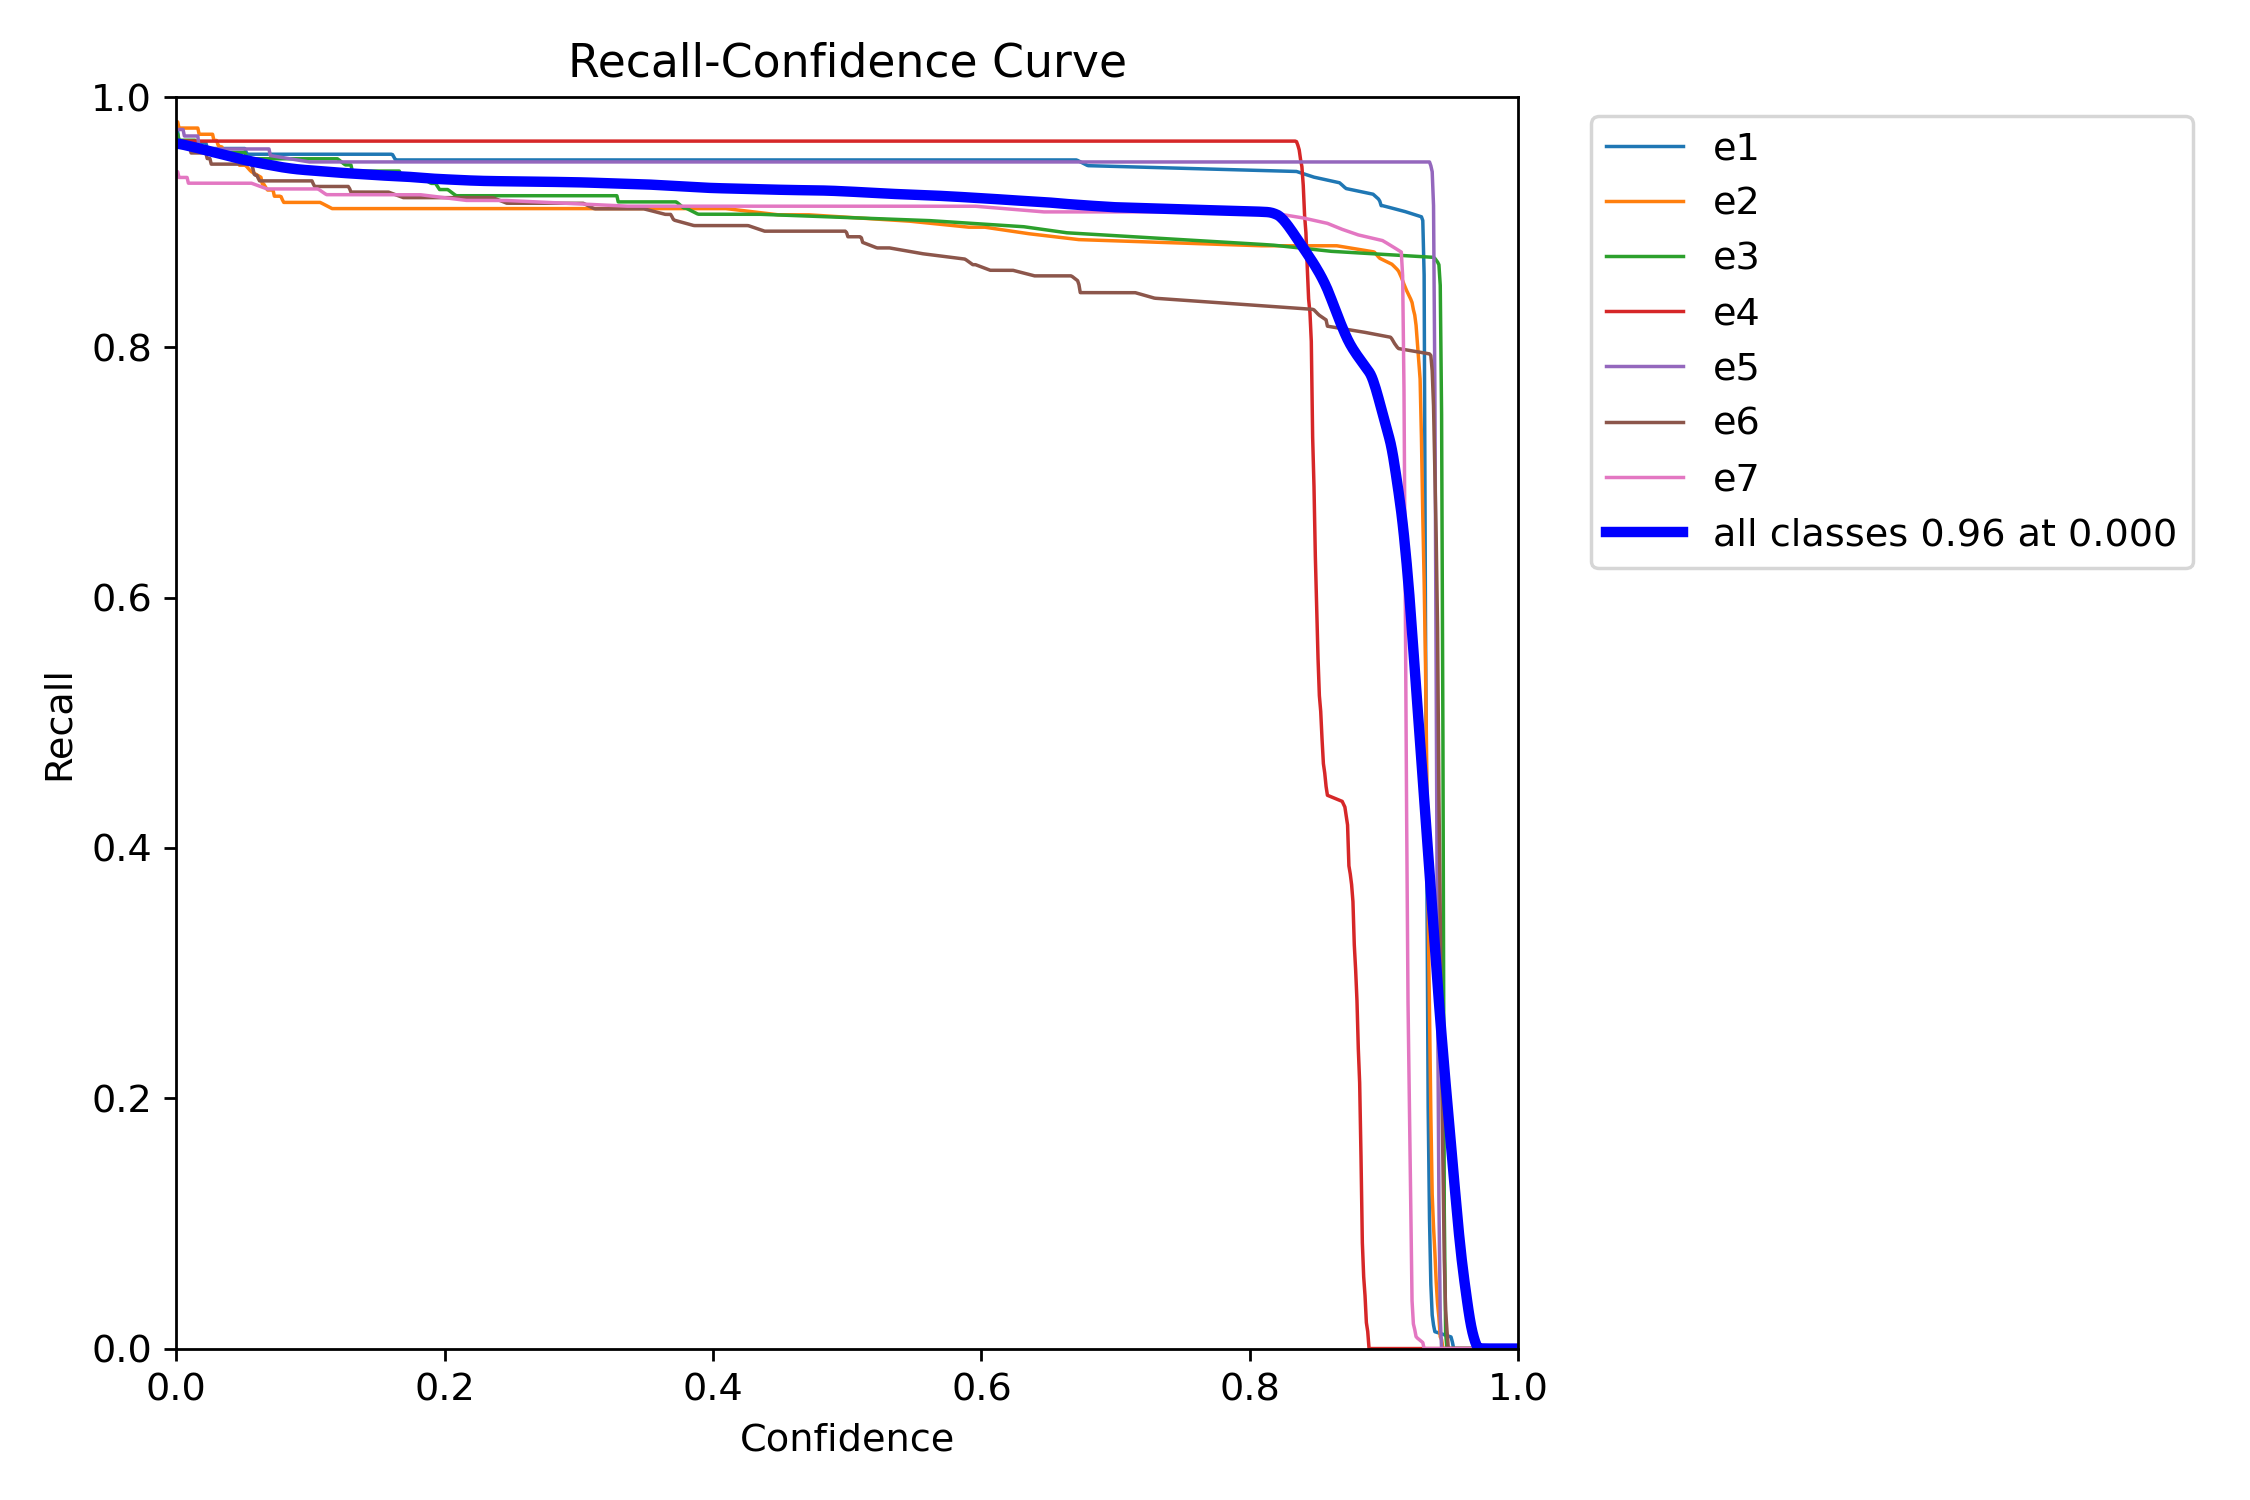 Recall-Confidence Curve
1.0
0.8
0.6
0.4
0.2
0.0
Recall
0.0 0.2 0.4 0.6 0.8 1.0
Confidence
e1
e2
e3
e4
e5
e6
e7
all classes 0.96 at 0.000